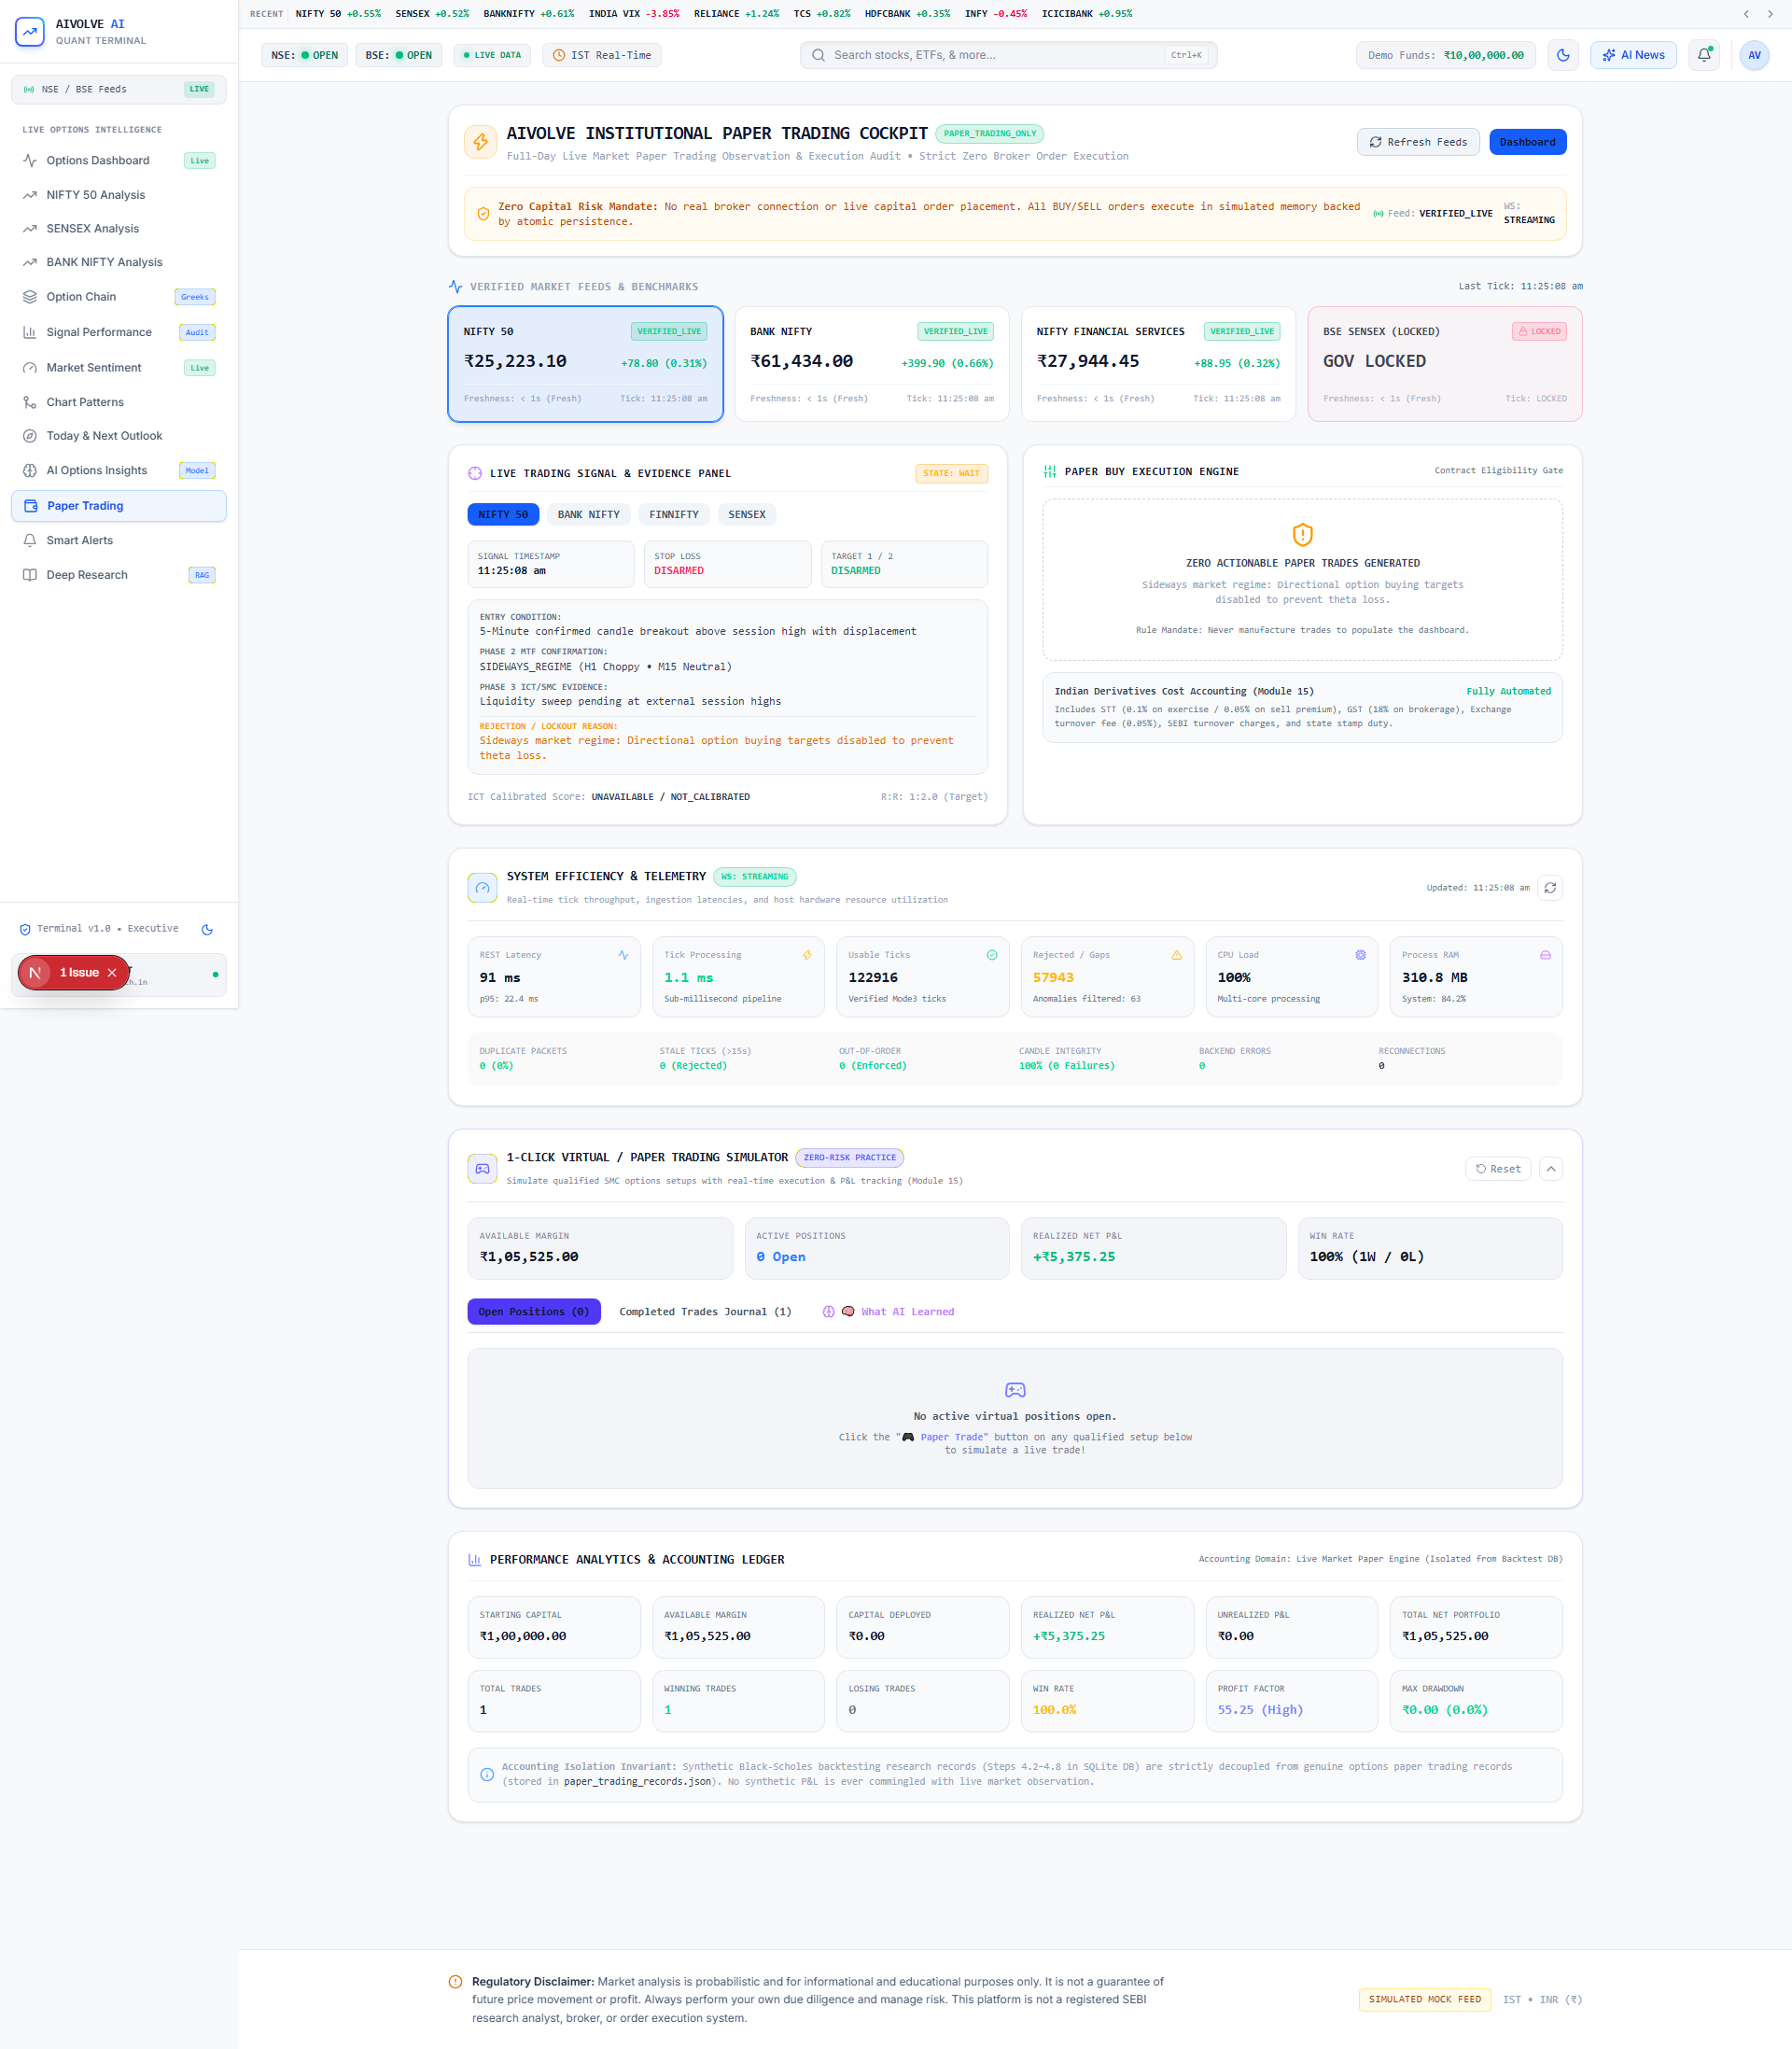 AIVOLVE AI
QUANT TERMINAL
NSE / BSE Feeds LIVE
LIVE OPTIONS INTELLIGENCE
Options Dashboard Live
NIFTY 50 Analysis
SENSEX Analysis
BANK NIFTY Analysis
Option Chain Greeks
Signal Performance Audit
Market Sentiment Live
Chart Patterns
Today & Next Outlook
AI Options Insights Model
Paper Trading
Smart Alerts
Deep Research RAG
Terminal v1.0 • Executive
N 1 Issue
RECENT NIFTY 50 +0.55% SENSEX +0.52% BANKNIFTY +0.61% INDIA VIX -3.85% RELIANCE +1.24% TCS +0.82% HDFCBANK +0.35% INFY -0.45% ICICIBANK +0.95%
NSE: OPEN BSE: OPEN LIVE DATA IST Real-Time Search stocks, ETFs, & more... Ctrl+K Demo Funds: ₹10,00,000.00 AI News AV
AIVOLVE INSTITUTIONAL PAPER TRADING COCKPIT PAPER_TRADING_ONLY
Full-Day Live Market Paper Trading Observation & Execution Audit • Strict Zero Broker Order Execution
Refresh Feeds Dashboard
Zero Capital Risk Mandate: No real broker connection or live capital order placement. All BUY/SELL orders execute in simulated memory backed
by atomic persistence.
Feed: VERIFIED_LIVE
WS:
STREAMING
VERIFIED MARKET FEEDS & BENCHMARKS Last Tick: 11:25:08 am
NIFTY 50 VERIFIED_LIVE
₹25,223.10 +78.80 (0.31%)
Freshness: < 1s (Fresh) Tick: 11:25:08 am
BANK NIFTY VERIFIED_LIVE
₹61,434.00 +399.90 (0.66%)
Freshness: < 1s (Fresh) Tick: 11:25:08 am
NIFTY FINANCIAL SERVICES VERIFIED_LIVE
₹27,944.45 +88.95 (0.32%)
Freshness: < 1s (Fresh) Tick: 11:25:08 am
BSE SENSEX (LOCKED) LOCKED
GOV LOCKED
Freshness: < 1s (Fresh) Tick: LOCKED
LIVE TRADING SIGNAL & EVIDENCE PANEL STATE: WAIT
NIFTY 50 BANK NIFTY FINNIFTY SENSEX
SIGNAL TIMESTAMP
11:25:08 am
STOP LOSS
DISARMED
TARGET 1 / 2
DISARMED
ENTRY CONDITION:
5-Minute confirmed candle breakout above session high with displacement
PHASE 2 MTF CONFIRMATION:
SIDEWAYS_REGIME (H1 Choppy • M15 Neutral)
PHASE 3 ICT/SMC EVIDENCE:
Liquidity sweep pending at external session highs
REJECTION / LOCKOUT REASON:
Sideways market regime: Directional option buying targets disabled to prevent
theta loss.
ICT Calibrated Score: UNAVAILABLE / NOT_CALIBRATED R:R: 1:2.0 (Target)
PAPER BUY EXECUTION ENGINE Contract Eligibility Gate
ZERO ACTIONABLE PAPER TRADES GENERATED
Sideways market regime: Directional option buying targets
disabled to prevent theta loss.
Rule Mandate: Never manufacture trades to populate the dashboard.
Indian Derivatives Cost Accounting (Module 15) Fully Automated
Includes STT (0.1% on exercise / 0.05% on sell premium), GST (18% on brokerage), Exchange
turnover fee (0.05%), SEBI turnover charges, and state stamp duty.
SYSTEM EFFICIENCY & TELEMETRY WS: STREAMING
Real-time tick throughput, ingestion latencies, and host hardware resource utilization
Updated: 11:25:08 am
REST Latency
91 ms
p95: 22.4 ms
Tick Processing
1.1 ms
Sub-millisecond pipeline
Usable Ticks
122916
Verified Mode3 ticks
Rejected / Gaps
57943
Anomalies filtered: 63
CPU Load
100%
Multi-core processing
Process RAM
310.8 MB
System: 84.2%
DUPLICATE PACKETS
0 (0%)
STALE TICKS (>15s)
0 (Rejected)
OUT-OF-ORDER
0 (Enforced)
CANDLE INTEGRITY
100% (0 Failures)
BACKEND ERRORS
0
RECONNECTIONS
0
1-CLICK VIRTUAL / PAPER TRADING SIMULATOR ZERO-RISK PRACTICE
Simulate qualified SMC options setups with real-time execution & P&L tracking (Module 15)
Reset
AVAILABLE MARGIN
₹1,05,525.00
ACTIVE POSITIONS
0 Open
REALIZED NET P&L
+₹5,375.25
WIN RATE
100% (1W / 0L)
Open Positions (0) Completed Trades Journal (1) 🧠 What AI Learned
No active virtual positions open.
Click the "🎮 Paper Trade" button on any qualified setup below
to simulate a live trade!
PERFORMANCE ANALYTICS & ACCOUNTING LEDGER Accounting Domain: Live Market Paper Engine (Isolated from Backtest DB)
STARTING CAPITAL
₹1,00,000.00
AVAILABLE MARGIN
₹1,05,525.00
CAPITAL DEPLOYED
₹0.00
REALIZED NET P&L
+₹5,375.25
UNREALIZED P&L
₹0.00
TOTAL NET PORTFOLIO
₹1,05,525.00
TOTAL TRADES
1
WINNING TRADES
1
LOSING TRADES
0
WIN RATE
100.0%
PROFIT FACTOR
55.25 (High)
MAX DRAWDOWN
₹0.00 (0.0%)
Accounting Isolation Invariant: Synthetic Black-Scholes backtesting research records (Steps 4.2–4.8 in SQLite DB) are strictly decoupled from genuine options paper trading records
(stored in paper_trading_records.json). No synthetic P&L is ever commingled with live market observation.
Regulatory Disclaimer: Market analysis is probabilistic and for informational and educational purposes only. It is not a guarantee of
future price movement or profit. Always perform your own due diligence and manage risk. This platform is not a registered SEBI
research analyst, broker, or order execution system.
SIMULATED MOCK FEED IST • INR (₹)